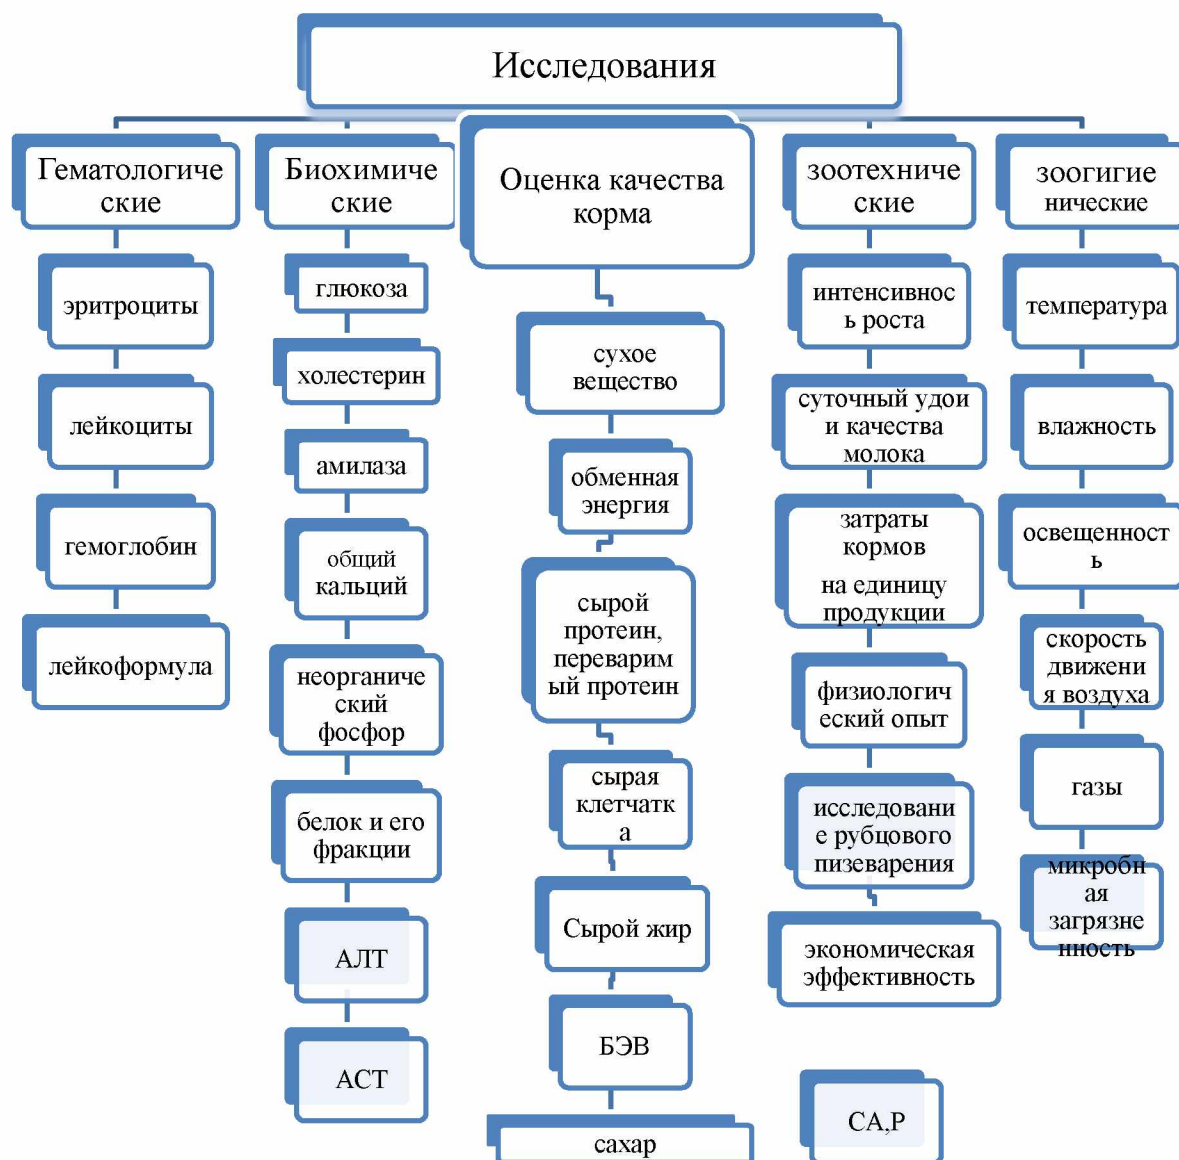 Исследования
Гематологиче
ские
эритроциты
лейкоциты
гемоглобин
лейкоформула
Биохимиче
ские
глюкоза
холестерин
амилаза
общий
кальций
неорганиче
ский
фосфор
белок и его
фракции
АЛТ
АСТ
Оценка качества
корма
сухое
вещество
обменная
энергия
сырой
протеин,
переварим
ый протеин
сырая
клетчатк
а
Сырой жир
БЭВ
сахар
зоотехниче
ские
интенсивнос
ь роста
суточный удои
и качества
молока
затраты
кормов
на единицу
продукции
физиологич
еский опыт
исследовани
е рубцового
пизеварения
экономическая
эффективность
СА,Р
зоогигие
нические
температура
влажность
освещенност
ь
скорость
движени
я воздуха
газы
микробн
ая
загрязне
нность